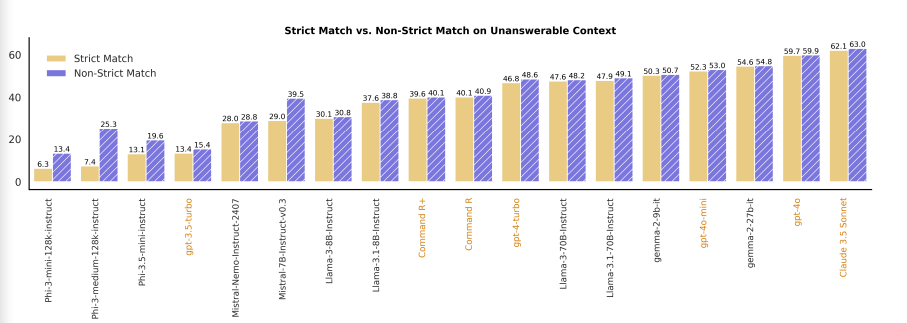 Strict Match vs. Non-Strict Match on Unanswerable Context
Strict Match
Non-Strict Match
60
40
20
0
6.3 13.4
7.4 25.3
13.1 19.6
13.4 15.4
28.0 28.8
29.0 39.5
30.1 30.8
37.6 38.8
39.6 40.1
40.1 40.9
46.8 48.6
47.6 48.2
47.9 49.1
50.3 50.7
52.3 53.0
54.6 54.8
59.7 59.9
62.1 63.0
Phi-3-mini-128k-instruct
Phi-3-medium-128k-instruct
Phi-3.5-mini-instruct
gpt-3.5-turbo
Mistral-Nemo-Instruct-2407
Mistral-7B-Instruct-v0.3
Llama-3-8B-Instruct
Llama-3.1-8B-Instruct
Command R+
Command R
gpt-4-turbo
Llama-3-70B-Instruct
Llama-3.1-70B-Instruct
gemma-2-9b-it
gpt-4o-mini
gemma-2-27b-it
gpt-4o
Claude 3.5 Sonnet